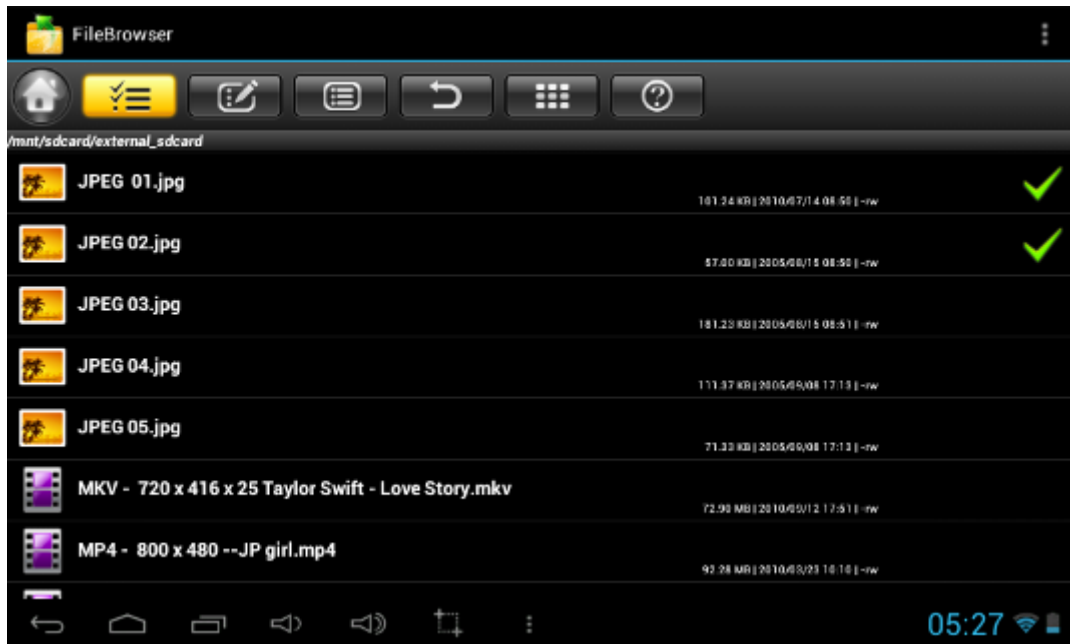 FileBrowser
/mnt/sdcard/external_sdcard
JPEG 01.jpg
101.24 KB | 2010/07/14 08:50 | -rw
JPEG 02.jpg
57.00 KB | 2005/08/15 08:50 | -rw
JPEG 03.jpg
181.23 KB | 2005/08/15 08:51 | -rw
JPEG 04.jpg
111.37 KB | 2005/09/08 17:13 | -rw
JPEG 05.jpg
71.33 KB | 2005/09/08 17:13 | -rw
MKV - 720 x 416 x 25 Taylor Swift - Love Story.mkv
72.90 MB | 2010/09/12 17:51 | -rw
MP4 - 800 x 480 --JP girl.mp4
92.28 MB | 2010/03/23 10:10 | -rw
05:27